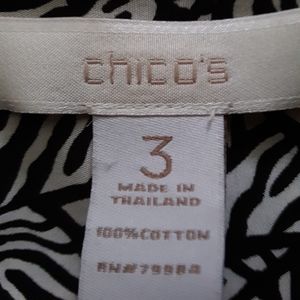 chico's
3
MADE IN
THAILAND
100%COTTON
RN#79984